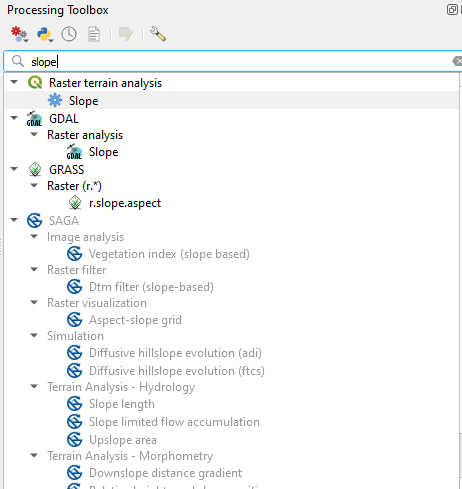 Processing Toolbox
slope
Raster terrain analysis
Slope
GDAL
Raster analysis
Slope
GRASS
Raster (r.*)
r.slope.aspect
SAGA
Image analysis
Vegetation index (slope based)
Raster filter
Dtm filter (slope-based)
Raster visualization
Aspect-slope grid
Simulation
Diffusive hillslope evolution (adi)
Diffusive hillslope evolution (ftcs)
Terrain Analysis - Hydrology
Slope length
Slope limited flow accumulation
Upslope area
Terrain Analysis - Morphometry
Downslope distance gradient